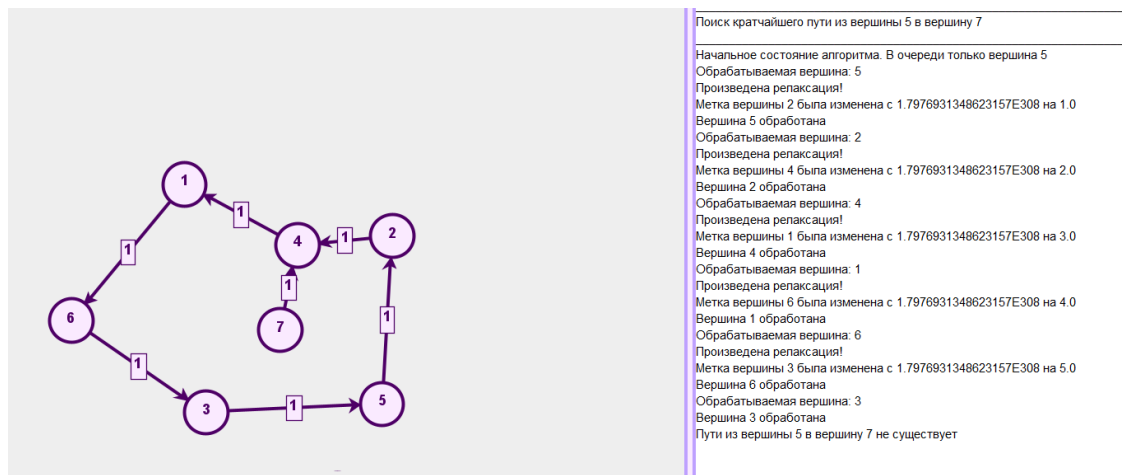 1
1
1
4
1
2
1
1
6
7
1
1
3
1
5
Поиск кратчайшего пути из вершины 5 в вершину 7
Начальное состояние алгоритма. В очереди только вершина 5
Обрабатываемая вершина: 5
Произведена релаксация!
Метка вершины 2 была изменена с 1.7976931348623157E308 на 1.0
Вершина 5 обработана
Обрабатываемая вершина: 2
Произведена релаксация!
Метка вершины 4 была изменена с 1.7976931348623157E308 на 2.0
Вершина 2 обработана
Обрабатываемая вершина: 4
Произведена релаксация!
Метка вершины 1 была изменена с 1.7976931348623157E308 на 3.0
Вершина 4 обработана
Обрабатываемая вершина: 1
Произведена релаксация!
Метка вершины 6 была изменена с 1.7976931348623157E308 на 4.0
Вершина 1 обработана
Обрабатываемая вершина: 6
Произведена релаксация!
Метка вершины 3 была изменена с 1.7976931348623157E308 на 5.0
Вершина 6 обработана
Обрабатываемая вершина: 3
Вершина 3 обработана
Пути из вершины 5 в вершину 7 не существует